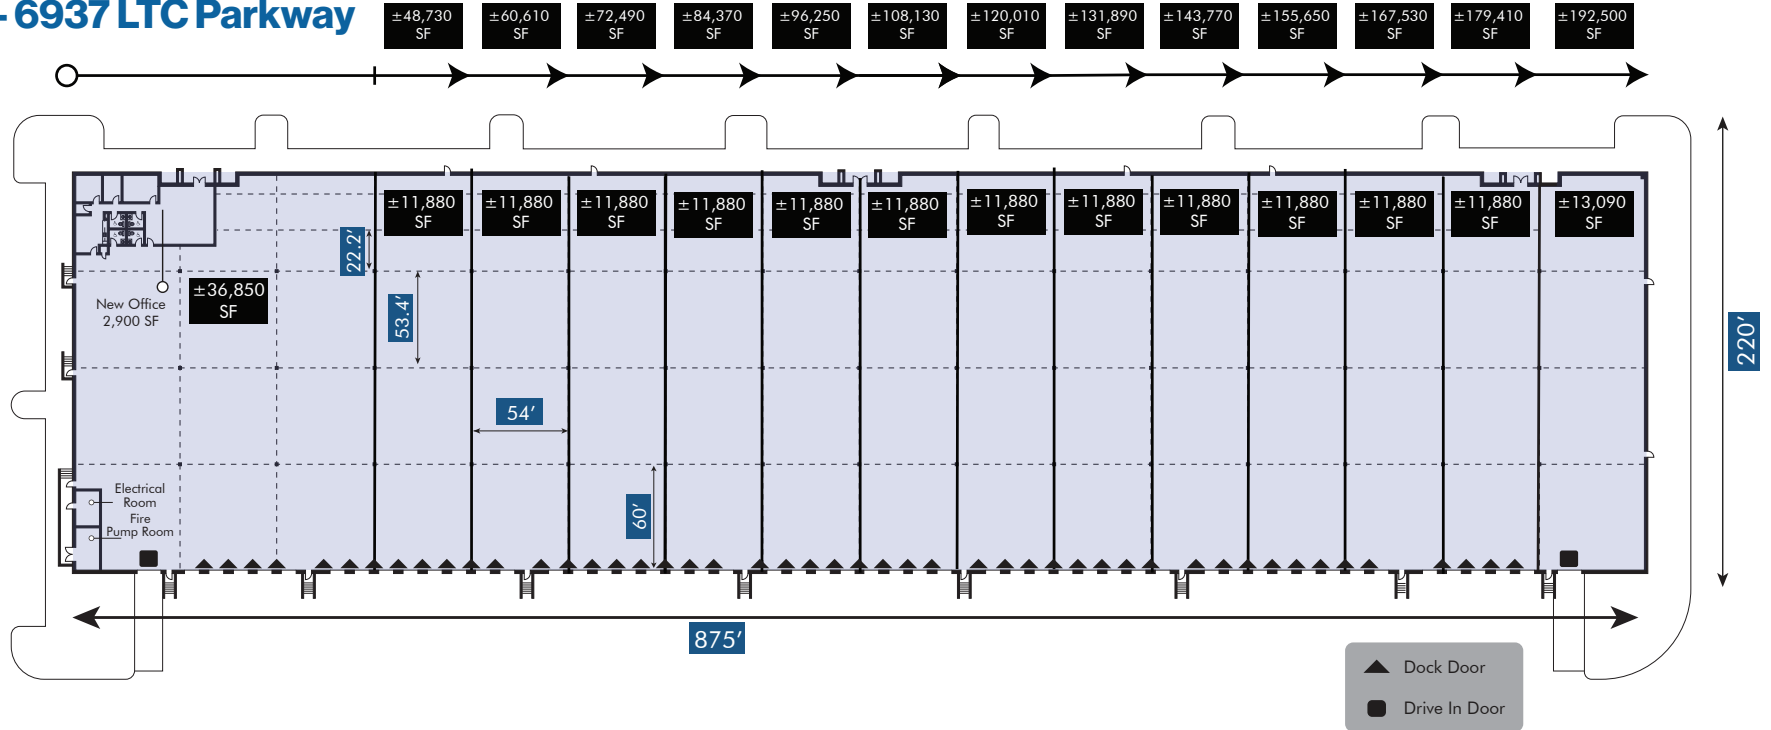 - 6937 LTC Parkway
±48,730 SF
±60,610 SF
±72,490 SF
±84,370 SF
±96,250 SF
±108,130 SF
±120,010 SF
±131,890 SF
±143,770 SF
±155,650 SF
±167,530 SF
±179,410 SF
±192,500 SF
±11,880 SF
±11,880 SF
±11,880 SF
±11,880 SF
±11,880 SF
±11,880 SF
±11,880 SF
±11,880 SF
±11,880 SF
±11,880 SF
±11,880 SF
±11,880 SF
±13,090 SF
22.2'
±36,850 SF
New Office
2,900 SF
53.4'
220'
54'
60'
Electrical
Room
Fire
Pump Room
875'
Dock Door
Drive In Door